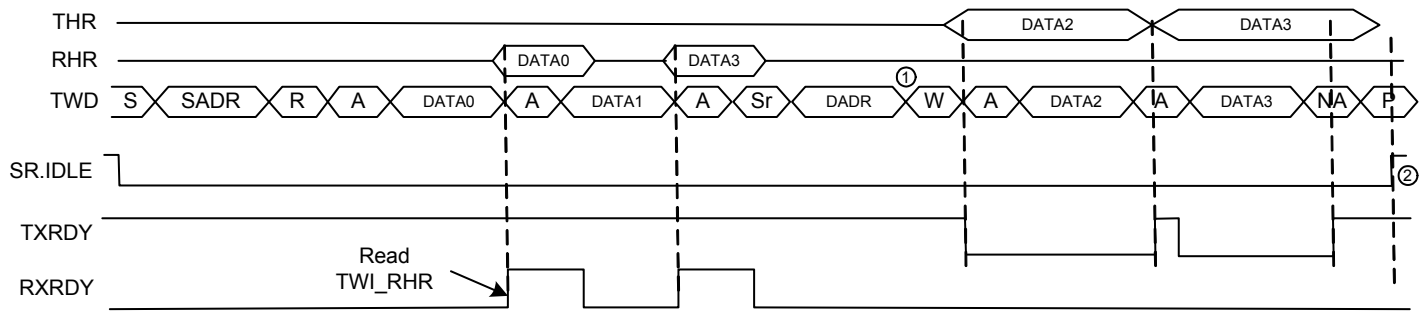 THR DATA2 DATA3
RHR DATA0 DATA3
①
TWD S SADR R A DATA0 A DATA1 A Sr DADR W A DATA2 A DATA3 NA P
SR.IDLE ②
TXRDY
Read
TWI_RHR
RXRDY